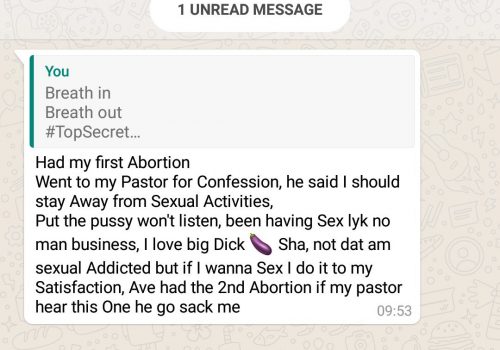 1 UNREAD MESSAGE
You
Breath in
Breath out
#TopSecret...
Had my first Abortion
Went to my Pastor for Confession, he said I should
stay Away from Sexual Activities,
Put the pussy won't listen, been having Sex lyk no
man business, I love big Dick 🍆 Sha, not dat am
sexual Addicted but if I wanna Sex I do it to my
Satisfaction, Ave had the 2nd Abortion if my pastor
hear this One he go sack me
09:53